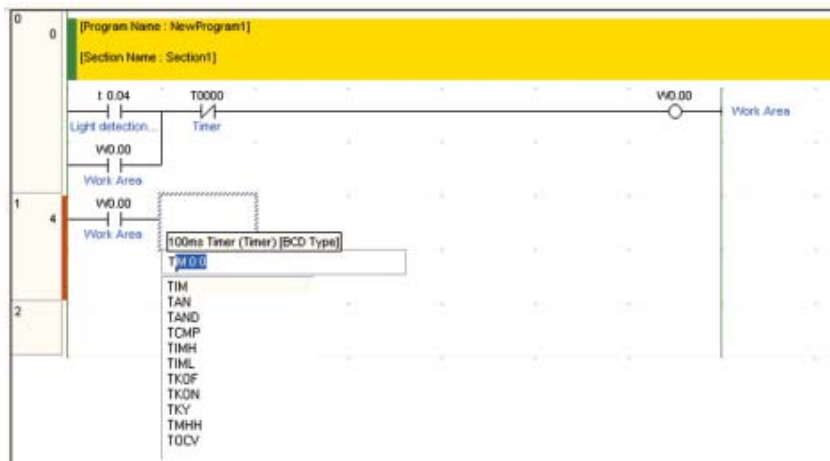 0
0
[Program Name : NewProgram1]
[Section Name : Section1]
I: 0.04 T0000 W0.00
Light detection... Timer Work Area
W0.00
Work Area
1
4
W0.00
Work Area
100ms Timer (Timer) [BCD Type]
TIM 0 0
TIM
TAN
TAND
TCMP
TIMH
TIML
TKOF
TKON
TKY
TMHH
TOCV
2